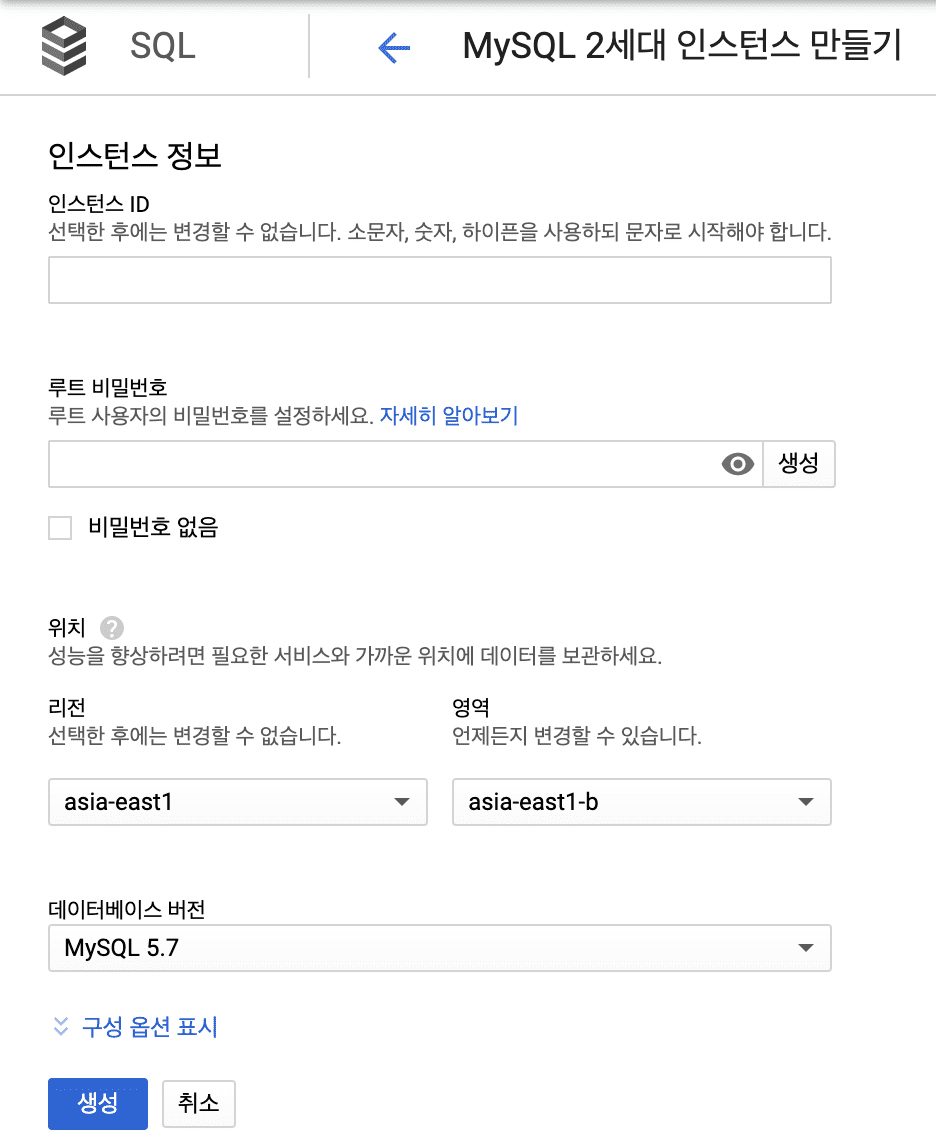 SQL
MySQL 2세대 인스턴스 만들기
인스턴스 정보
인스턴스 ID
선택한 후에는 변경할 수 없습니다. 소문자, 숫자, 하이픈을 사용하되 문자로 시작해야 합니다.
루트 비밀번호
루트 사용자의 비밀번호를 설정하세요. 자세히 알아보기
생성
비밀번호 없음
위치 ?
성능을 향상하려면 필요한 서비스와 가까운 위치에 데이터를 보관하세요.
리전
선택한 후에는 변경할 수 없습니다.
영역
언제든지 변경할 수 있습니다.
asia-east1
asia-east1-b
데이터베이스 버전
MySQL 5.7
구성 옵션 표시
생성
취소